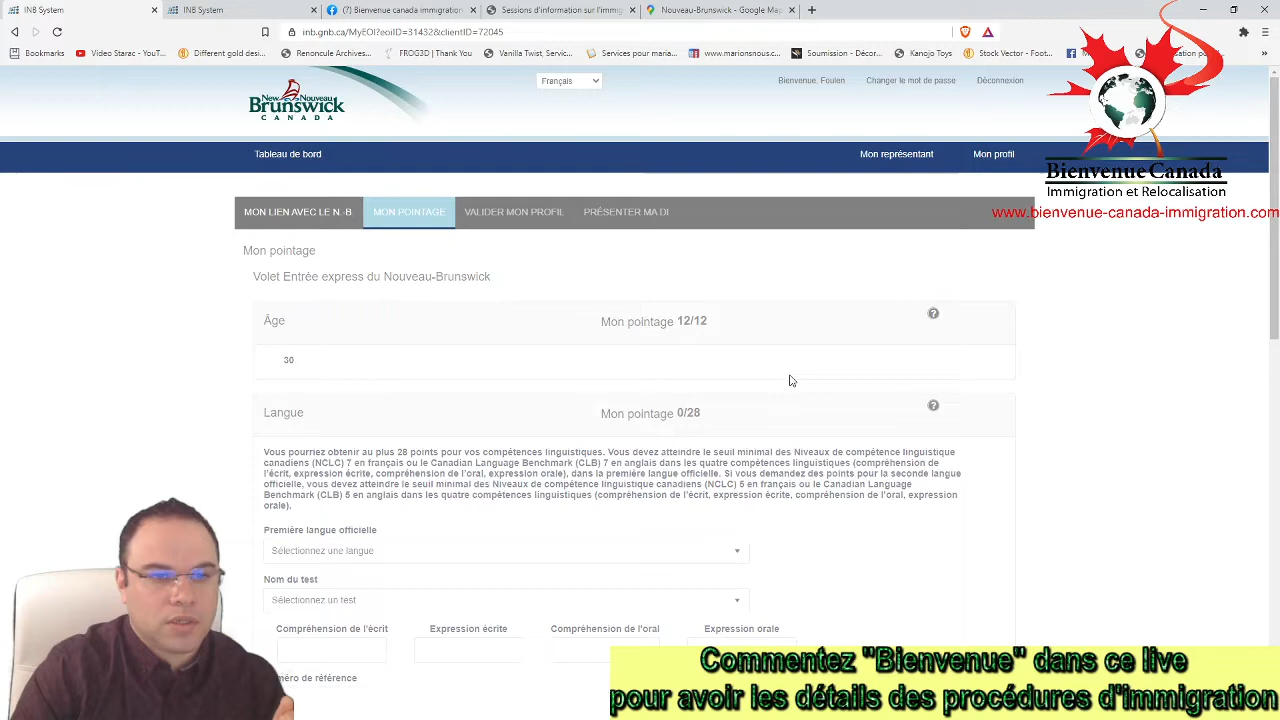 INB System
INB System
(?) Bienvenue canada immigration
Sessions d'information sur l'immig
Nouveau-Brunswick - Google Map
inb.gnb.ca/MyEOI?eoiID=31432&clientID=72045
Bookmarks
Video Starac - YouT...
Different gold desi...
Renoncule Archives...
FROG3D | Thank You
Vanilla Twist, Servic...
Services pour maria...
www.marionsnous....
Soumission - Décor...
Kanojo Toys
Stock Vector - Foot...
New Nouveau
Brunswick
CANADA
Français
Bienvenue, Foulen
Changer le mot de passe
Déconnexion
Tableau de bord
Mon représentant
Mon profil
BienvenueCanada
Immigration et Relocalisation
www.bienvenue-canada-immigration.com
MON LIEN AVEC LE N.-B.
MON POINTAGE
VALIDER MON PROFIL
PRÉSENTER MA DI
Mon pointage
Volet Entrée express du Nouveau-Brunswick
Âge
Mon pointage 12/12
30
Langue
Mon pointage 0/28
Vous pourriez obtenir au plus 28 points pour vos compétences linguistiques. Vous devez atteindre le seuil minimal des Niveaux de compétence linguistique
canadiens (NCLC) 7 en français ou le Canadian Language Benchmark (CLB) 7 en anglais dans les quatre compétences linguistiques (compréhension de
l'écrit, expression écrite, compréhension de l'oral, expression orale), dans la première langue officielle. Si vous demandez des points pour la seconde langue
officielle, vous devez atteindre le seuil minimal des Niveaux de compétence linguistique canadiens (NCLC) 5 en français ou le Canadian Language
Benchmark (CLB) 5 en anglais dans les quatre compétences linguistiques (compréhension de l'écrit, expression écrite, compréhension de l'oral, expression
orale).
Première langue officielle
Sélectionnez une langue
Nom du test
Sélectionnez un test
Compréhension de l'écrit
Expression écrite
Compréhension de l'oral
Expression orale
méro de référence
Commentez "Bienvenue" dans ce live
pour avoir les détails des procédures d'immigration